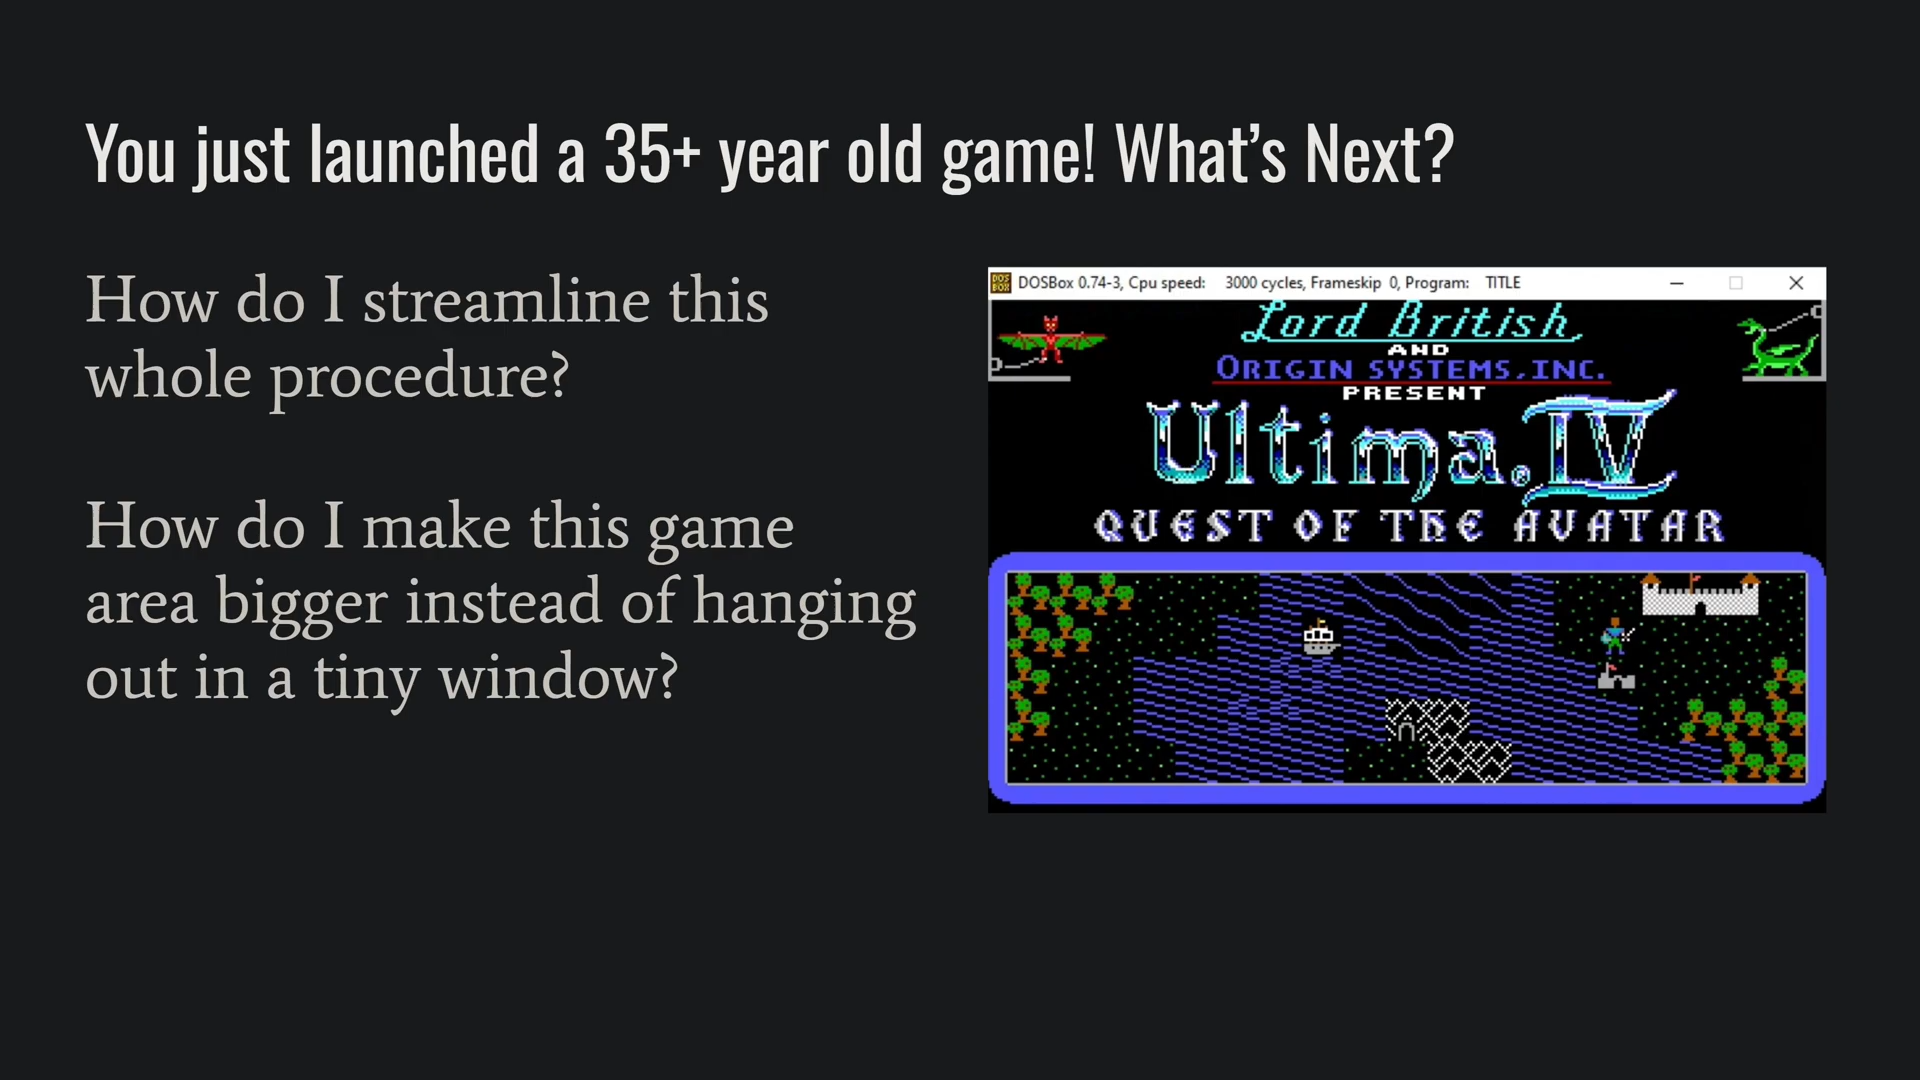 You just launched a 35+ year old game! What’s Next?
How do I streamline this
whole procedure?
How do I make this game
area bigger instead of hanging
out in a tiny window?
DOS
BOX
DOSBox 0.74-3, Cpu speed: 3000 cycles, Frameskip 0, Program: TITLE
Lord British
AND
ORIGIN SYSTEMS, INC.
PRESENT
Ultima® IV
QUEST OF THE AVATAR